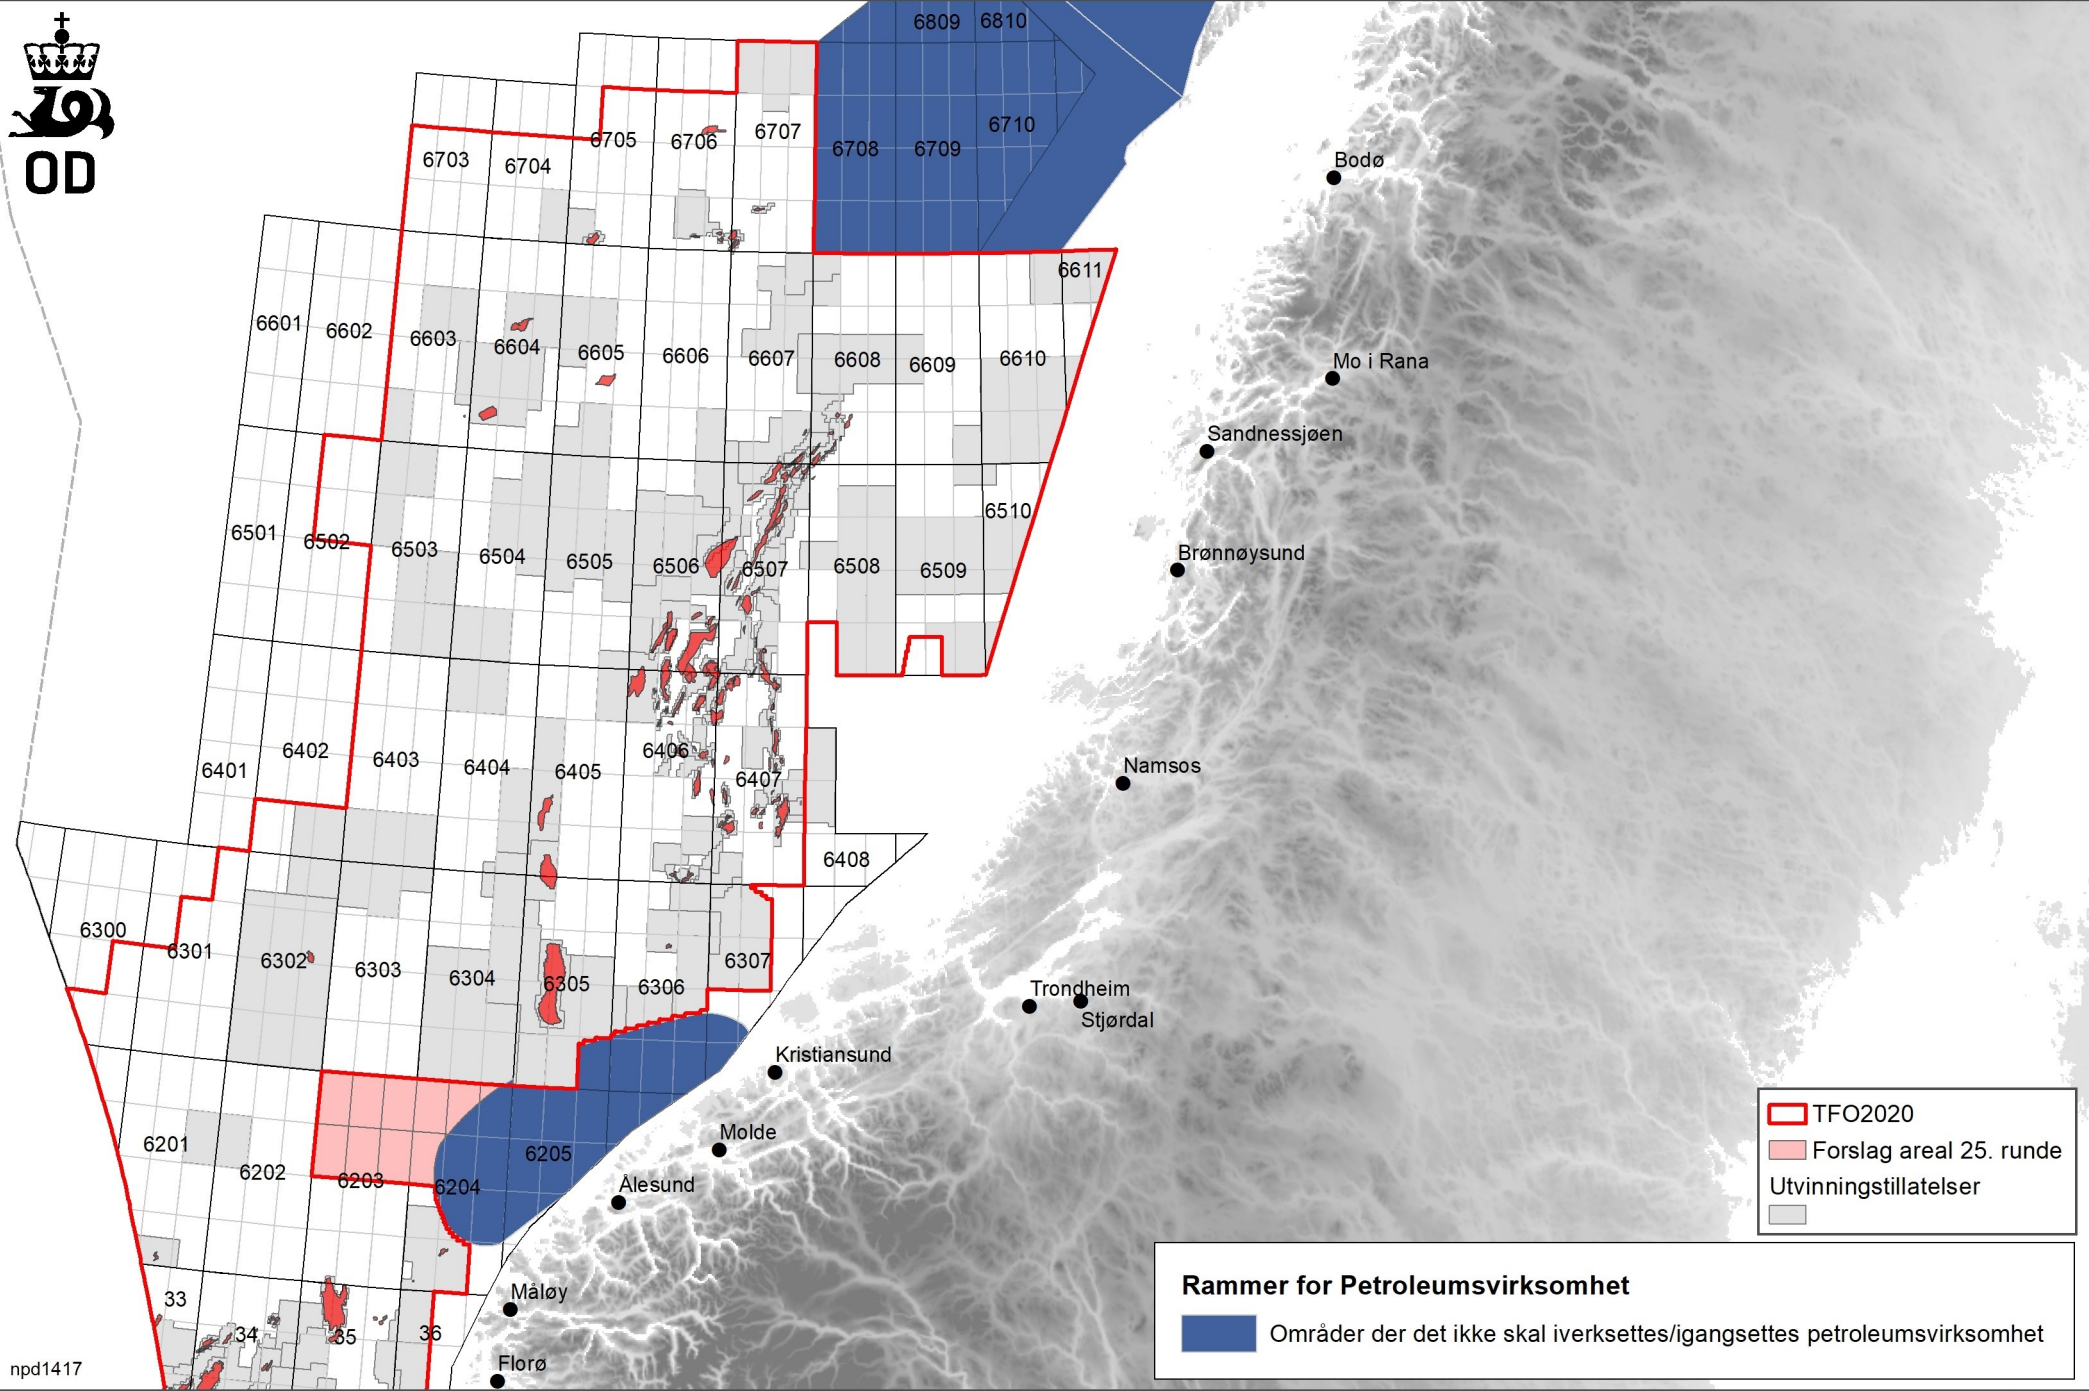 OD
6809 6810
6705 6706 6707 6708 6709 6710
6703 6704
Bodø
6611
6601 6602 6603 6604 6605 6606 6607 6608 6609 6610
Mo i Rana
Sandnessjøen
6501 6502 6503 6504 6505 6506 6507 6508 6509 6510
Brønnøysund
6401 6402 6403 6404 6405 6406 6407
Namsos
6408
6300 6301 6302 6303 6304 6305 6306 6307
Trondheim
Stjørdal
Kristiansund
6201 6202 6203 6204 6205
Molde
Ålesund
33 34 35 36
Måløy
Florø
TFO2020
Forslag areal 25. runde
Utvinningstillatelser
Rammer for Petroleumsvirksomhet
Områder der det ikke skal iverksettes/igangsettes petroleumsvirksomhet
npd1417